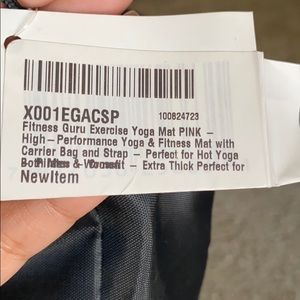 X001EGACSP 100824723
Fitness Guru Exercise Yoga Mat PINK –
High–Performance Yoga & Fitness Mat with
Carrier Bag and Strap – Perfect for Hot Yoga
– Extra Thick Perfect for
NewItem